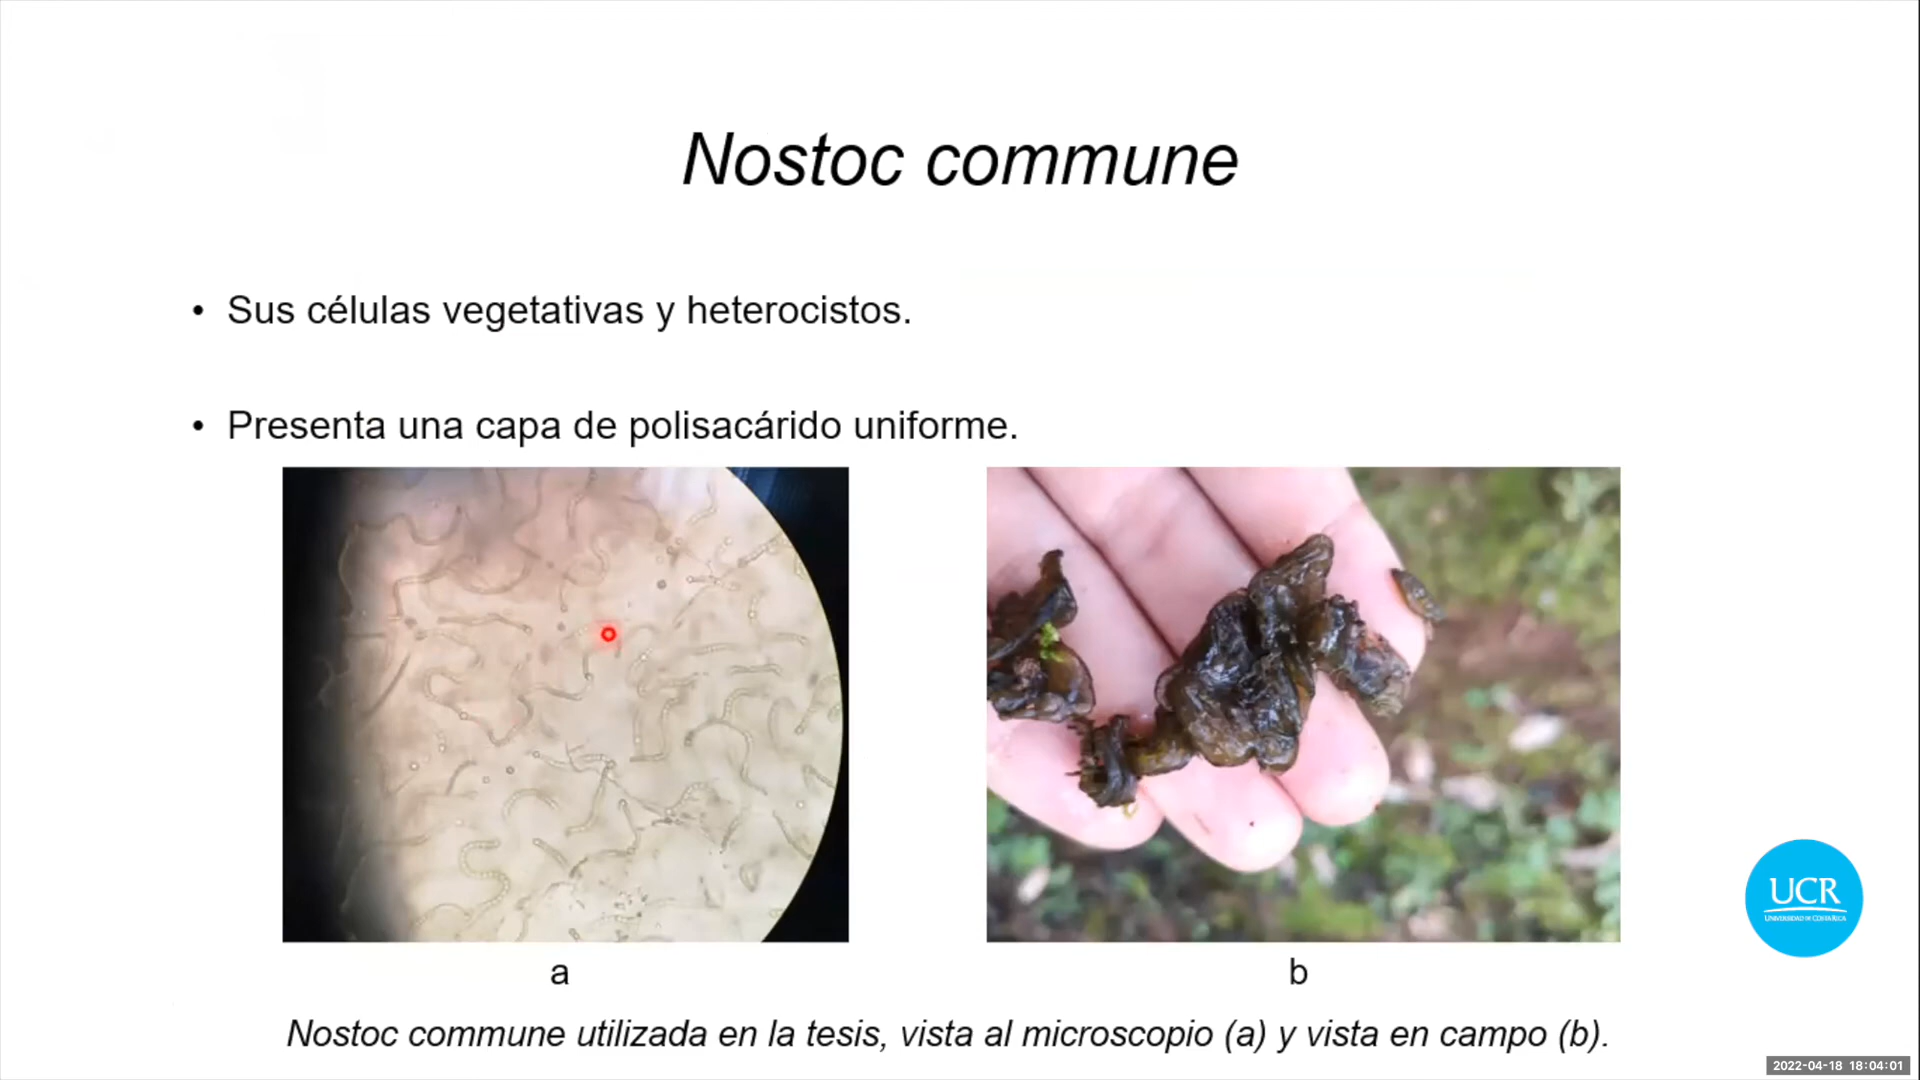 Nostoc commune
• Sus células vegetativas y heterocistos.
• Presenta una capa de polisacárido uniforme.
a
b
UCR
UNIVERSIDAD DE COSTA RICA
Nostoc commune utilizada en la tesis, vista al microscopio (a) y vista en campo (b).
2022-04-18 18:04:01